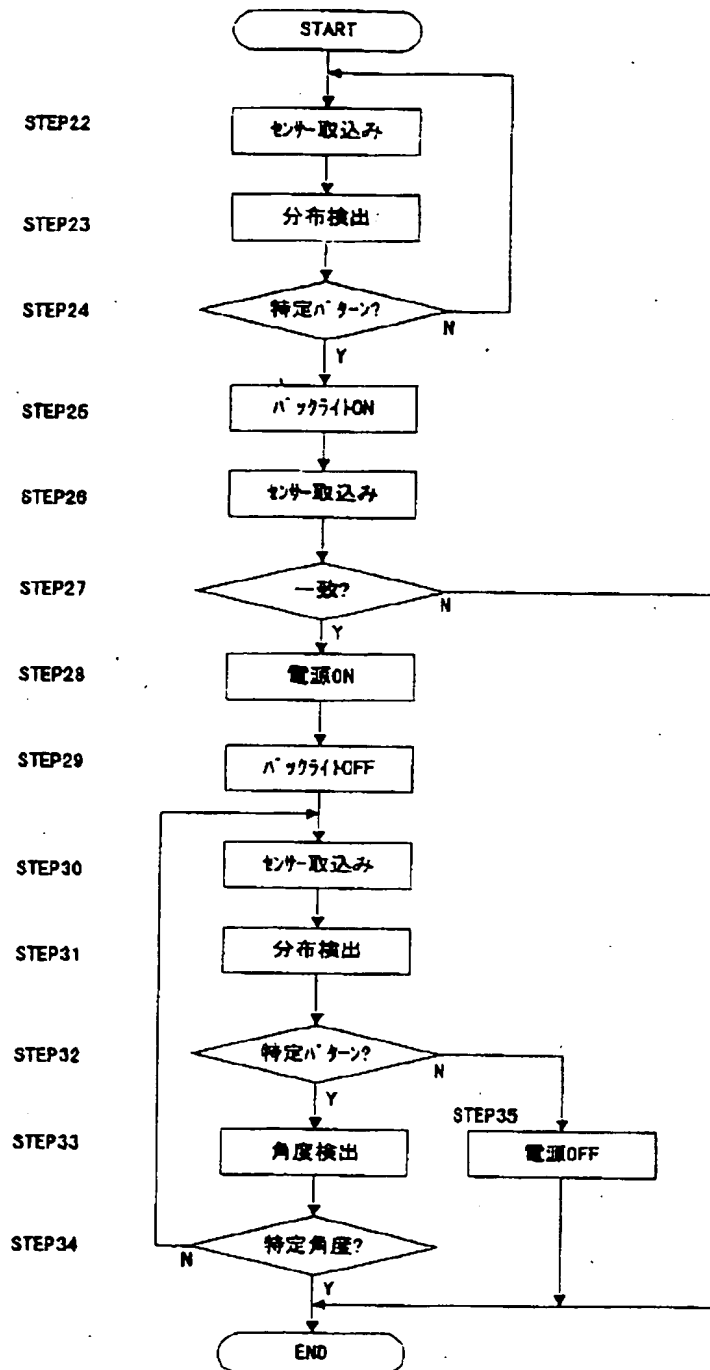 START
STEP22
センサー取込み
STEP23
分布検出
STEP24
特定パターン?
N
Y
STEP25
バックライトON
STEP26
センサー取込み
STEP27
一致?
N
Y
STEP28
電源ON
STEP29
バックライトOFF
STEP30
センサー取込み
STEP31
分布検出
STEP32
特定パターン?
N
Y
STEP35
STEP33
角度検出
電源OFF
STEP34
特定角度?
N
Y
END